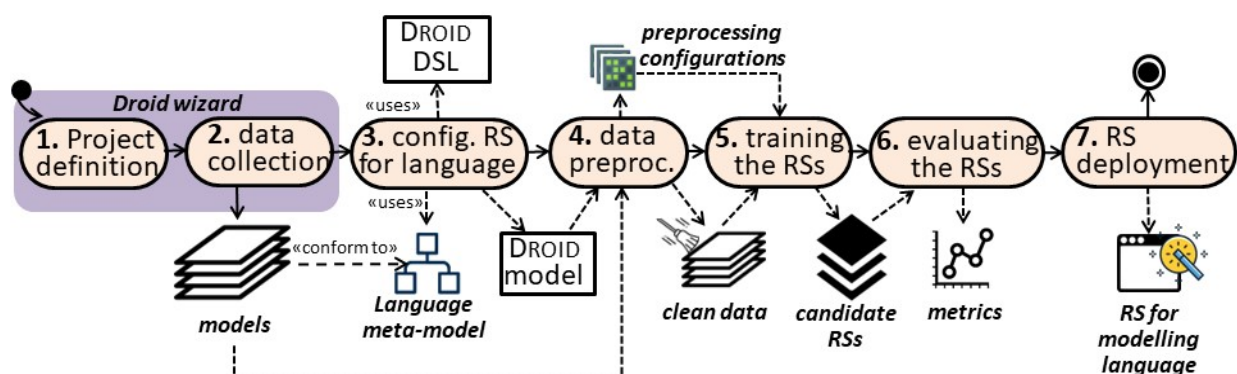 DROID
DSL
preprocessing
configurations
Droid wizard
«uses»
1. Project
definition
2. data
collection
3. config. RS
for language
4. data
preproc.
5. training
the RSs
6. evaluating
the RSs
7. RS
deployment
«uses»
«conform to»
DROID
model
models
Language
meta-model
clean data
candidate
RSs
metrics
RS for
modelling
language